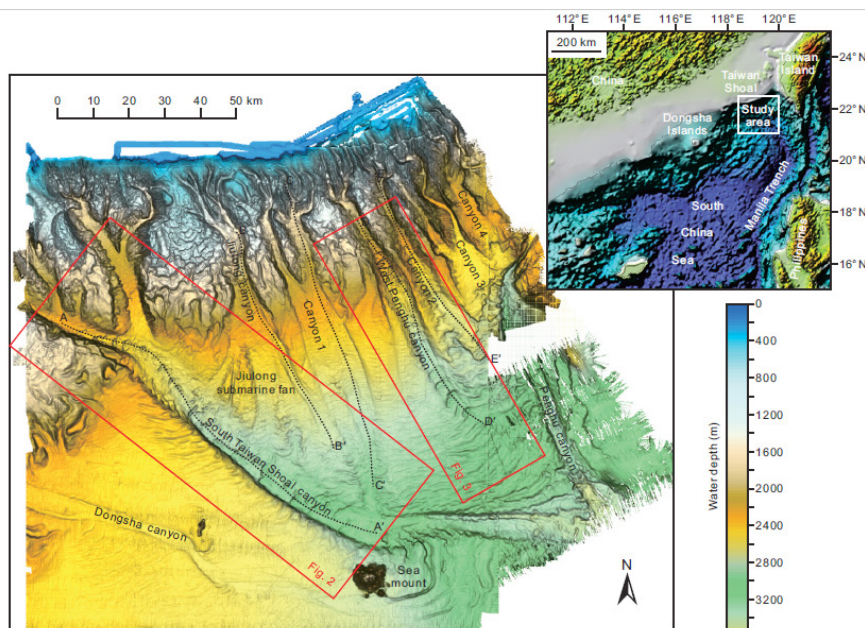 112° E 114° E 116° E 118° E 120° E
200 km
24° N
22° N
20° N
18° N
16° N
China
Taiwan
Shoal
Taiwan
Island
Dongsha
Islands
Study
area
South
China
Sea
Manila Trench
Philippines
0 10 20 30 40 50 km
Jiulong canyon
Canyon 1
West Penghu canyon
Canyon 2
Canyon 3
Canyon 4
A
Jiulong
submarine fan
South Taiwan Shoal canyon
Penghu canyon
Dongsha canyon
B'
C'
D'
E'
A'
Fig. 2
Sea
mount
N
Water depth (m)
0
400
800
1200
1600
2000
2400
2800
3200